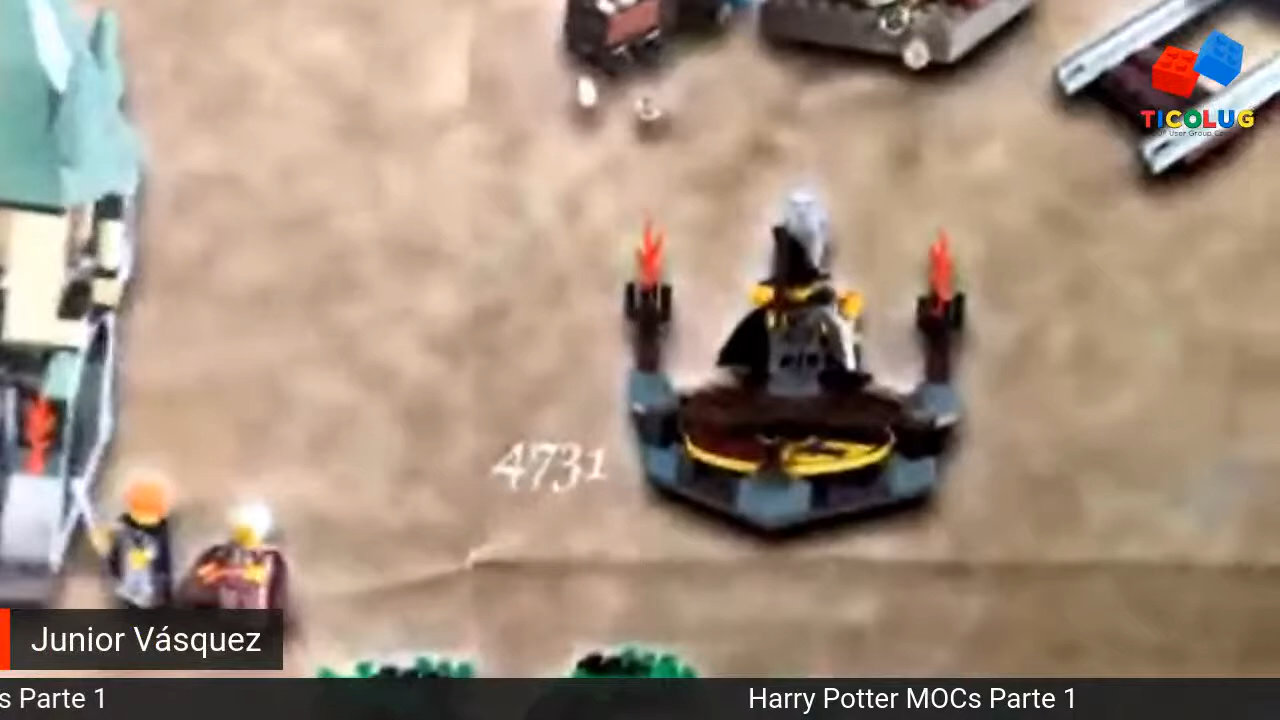 TICOLUG
4731
Junior Vásquez
s Parte 1
Harry Potter MOCs Parte 1